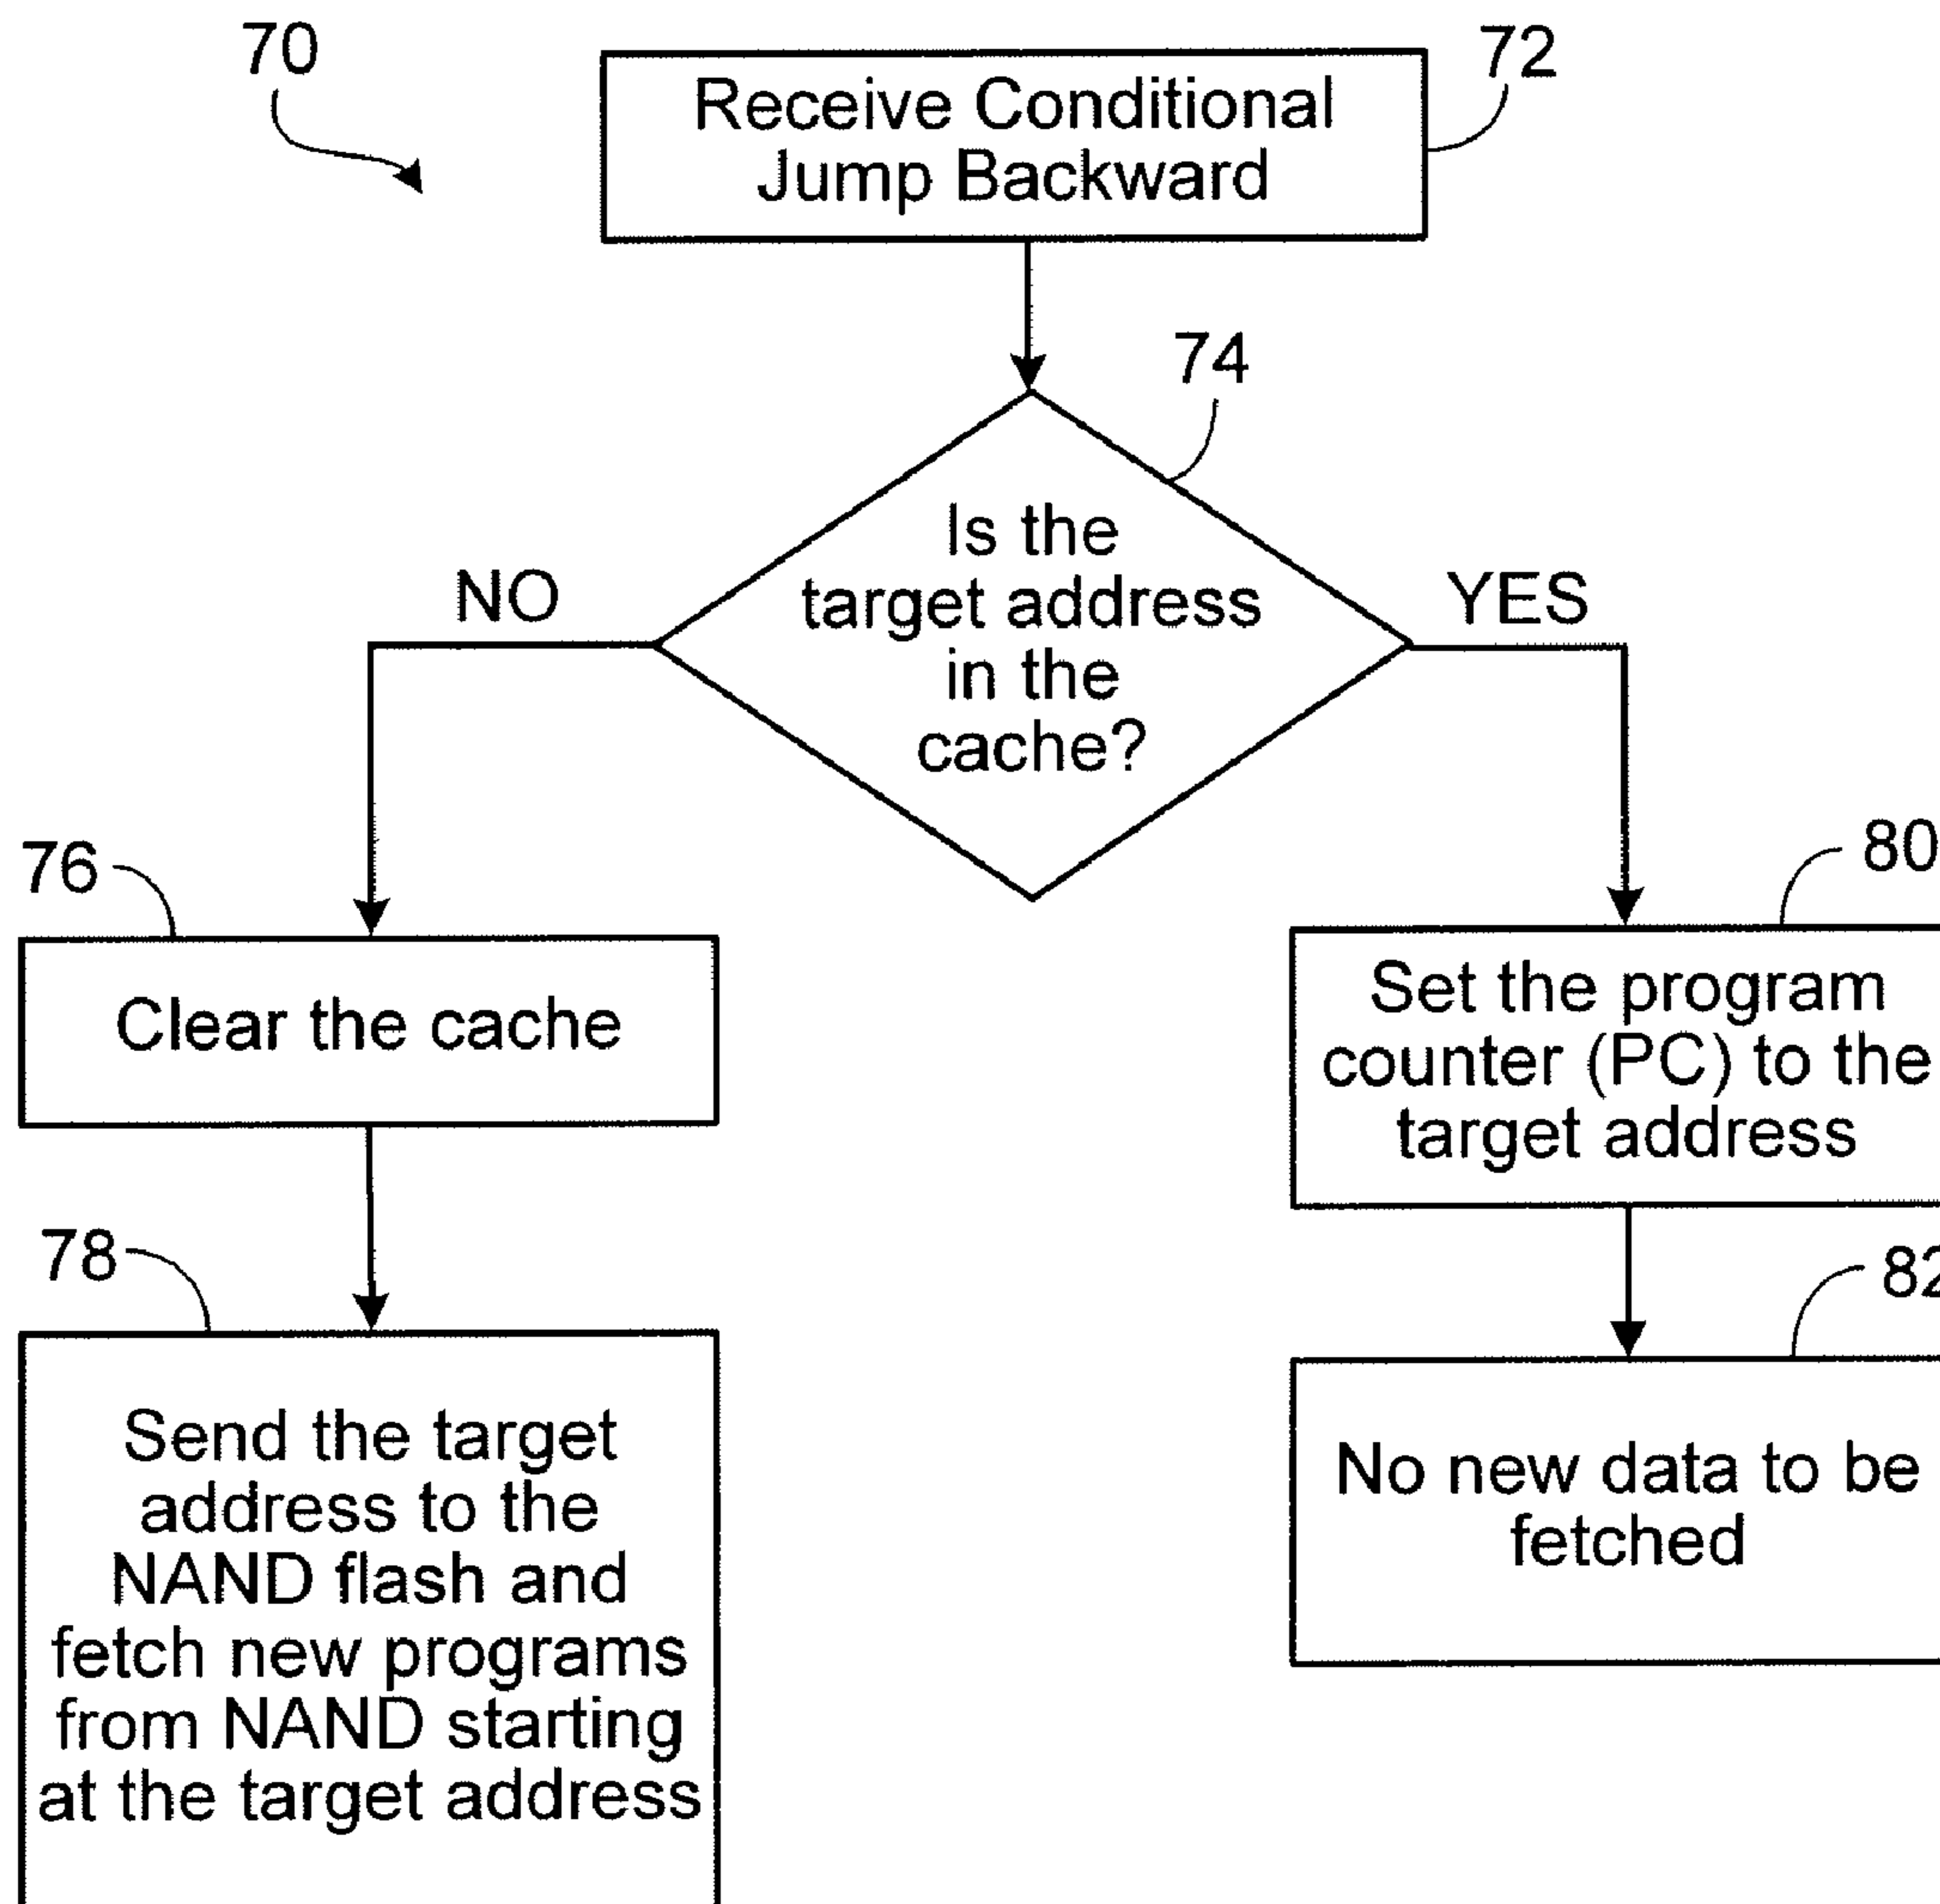 70
72
Receive Conditional
Jump Backward
74
Is the
target address
in the
cache?
NO
YES
76
Clear the cache
80
Set the program
counter (PC) to the
target address
78
Send the target
address to the
NAND flash and
fetch new programs
from NAND starting
at the target address
82
No new data to be
fetched